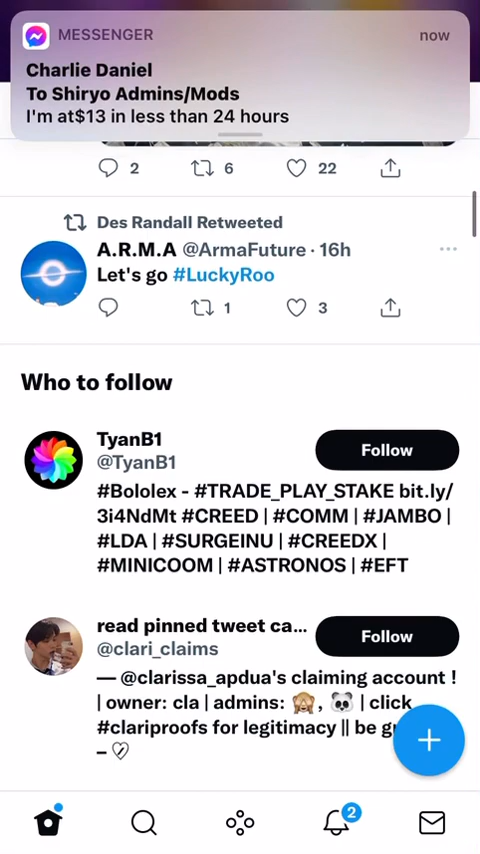 MESSENGER
now
Charlie Daniel
To Shiryo Admins/Mods
I'm at$13 in less than 24 hours
2
6
22
Des Randall Retweeted
A.R.M.A @ArmaFuture · 16h
Let's go #LuckyRoo
1
3
Who to follow
TyanB1
@TyanB1
Follow
#Bololex - #TRADE_PLAY_STAKE bit.ly/
3i4NdMt #CREED | #COMM | #JAMBO |
#LDA | #SURGEINU | #CREEDX |
#MINICOOM | #ASTRONOS | #EFT
read pinned tweet ca...
@clari_claims
Follow
— @clarissa_apdua's claiming account !
| owner: cla | admins: 🙈, 🐼 | click
#clariproofs for legitimacy || be
– ♡
2